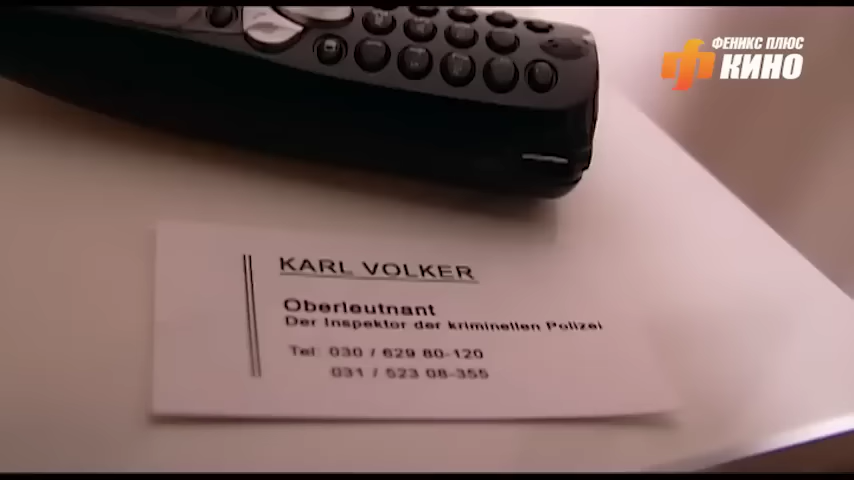 ФЕНИКС ПЛЮС
КИНО
KARL VOLKER
Oberleutnant
Der Inspektor der kriminellen Polizei
Tel: 030 / 629 80-120
031 / 523 08-355